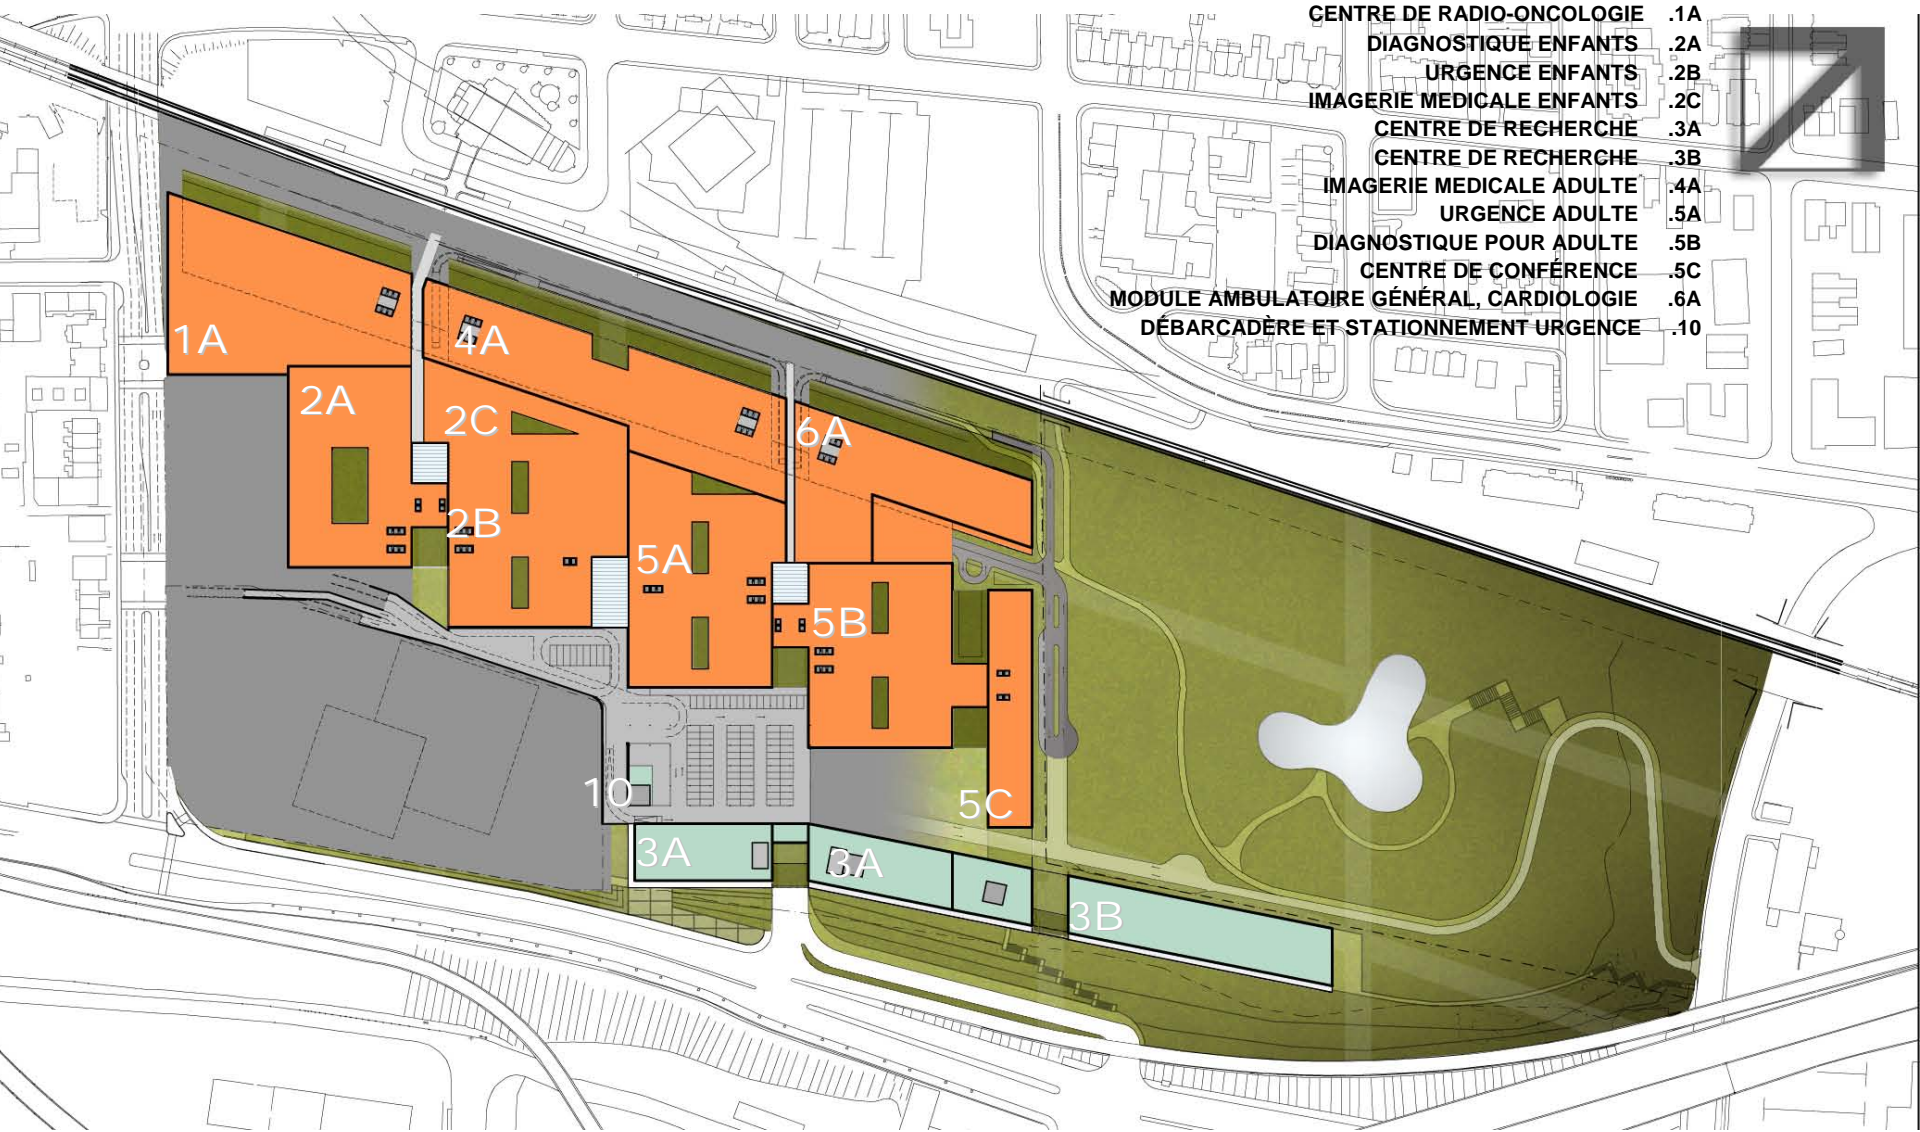 CENTRE DE RADIO-ONCOLOGIE .1A
DIAGNOSTIQUE ENFANTS .2A
URGENCE ENFANTS .2B
IMAGERIE MEDICALE ENFANTS .2C
CENTRE DE RECHERCHE .3A
CENTRE DE RECHERCHE .3B
IMAGERIE MEDICALE ADULTE .4A
URGENCE ADULTE .5A
DIAGNOSTIQUE POUR ADULTE .5B
CENTRE DE CONFÉRENCE .5C
MODULE AMBULATOIRE GÉNÉRAL, CARDIOLOGIE .6A
DÉBARCADÈRE ET STATIONNEMENT URGENCE .10
1A
4A
2A
2C
6A
2B
5A
5B
10
5C
3A
3A
3B